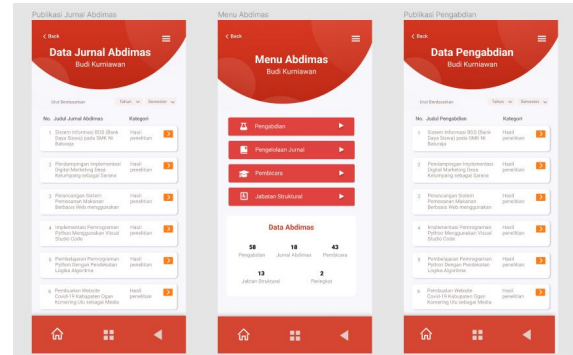 Publikasi Jurnal Abdimas
Back
Data Jurnal Abdimas
Budi Kurniawan
Urut Berdasarkan
Tahun
Semester
No. Judul Jurnal Abdimas Kategori
1 Sistem Informasi BDS (Bank
Daya Siswa) pada SMK N
Baturaja
Hasil
penelitian
2 Pendampingan Implementasi
Digital Marketing Desa
Kelumpang sebagai Sarana
Hasil
penelitian
3 Perancangan Sistem
Pemesanan Makanan
Berbasis Web menggunakan
Hasil
penelitian
4 Implementasi Pemrograman
Python Menggunakan Visual
Studio Code
Hasil
penelitian
5 Pembelajaran Pemrograman
Python Dengan Pendekatan
Logika Algoritma
Hasil
penelitian
6 Pembuatan Website
Covid-19 Kabupaten Ogan
Komering Ulu sebagai Media
Hasil
penelitian
Menu Abdimas
Back
Menu Abdimas
Budi Kurniawan
Pengabdian
Pengelolaan Jurnal
Pembicara
Jabatan Struktural
Data Abdimas
58 18 43
Pengabdian Jurnal Abdimas Pembicara
13 2
Jabtan Struktural Peringkat
Publikasi Pengabdian
Back
Data Pengabdian
Budi Kurniawan
Urut Berdasarkan
Tahun
Semester
No. Judul Pengabdian Kategori
1 Sistem Informasi BDS (Bank
Daya Siswa) pada SMK N
Baturaja
Hasil
penelitian
2 Pendampingan Implementasi
Digital Marketing Desa
Kelumpang sebagai Sarana
Hasil
penelitian
3 Perancangan Sistem
Pemesanan Makanan
Berbasis Web menggunakan
Hasil
penelitian
4 Implementasi Pemrograman
Python Menggunakan Visual
Studio Code
Hasil
penelitian
5 Pembelajaran Pemrograman
Python Dengan Pendekatan
Logika Algoritma
Hasil
penelitian
6 Pembuatan Website
Covid-19 Kabupaten Ogan
Komering Ulu sebagai Media
Hasil
penelitian